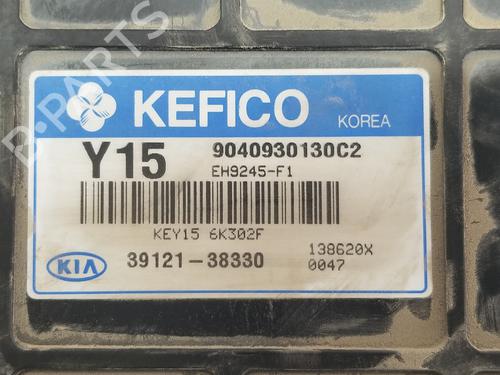 KEFICO KOREA
Y15 9040930130C2
EH9245-F1
KEY15 6K302F
KIA 39121-38330
138620X
0047
B-PARTS